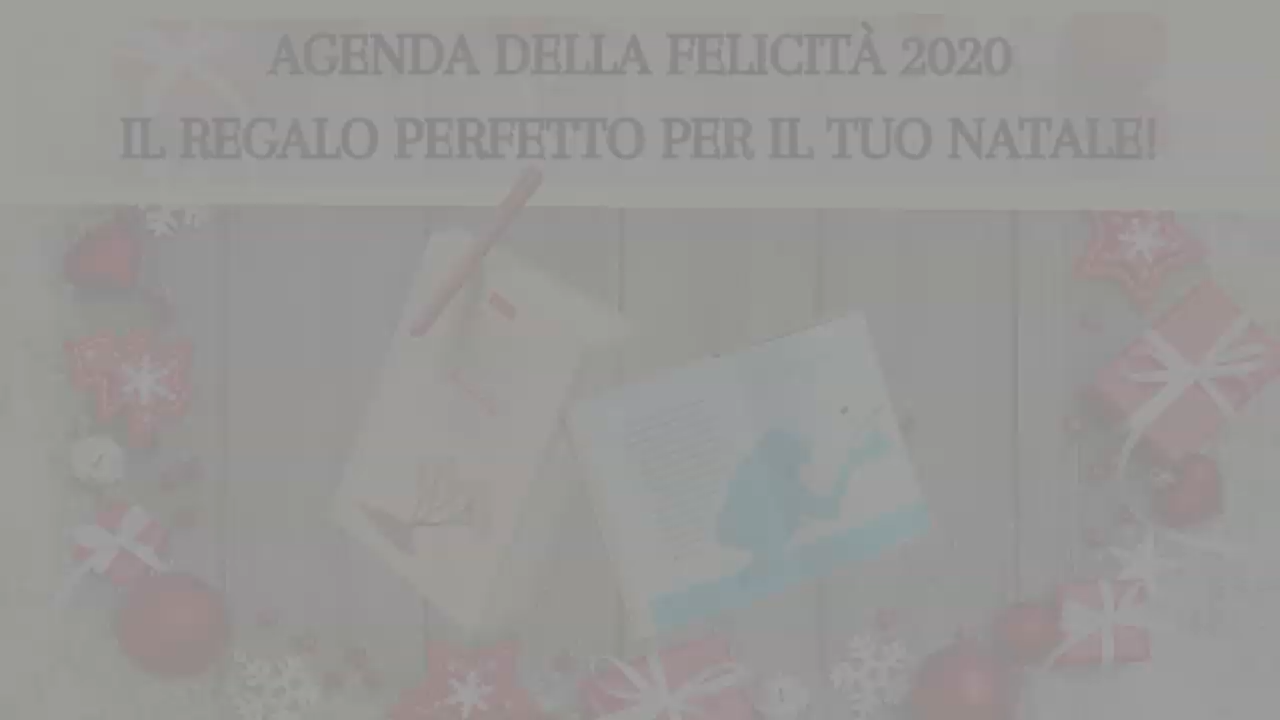 AGENDA DELLA FELICITÀ 2020
IL REGALO PERFETTO PER IL TUO NATALE!